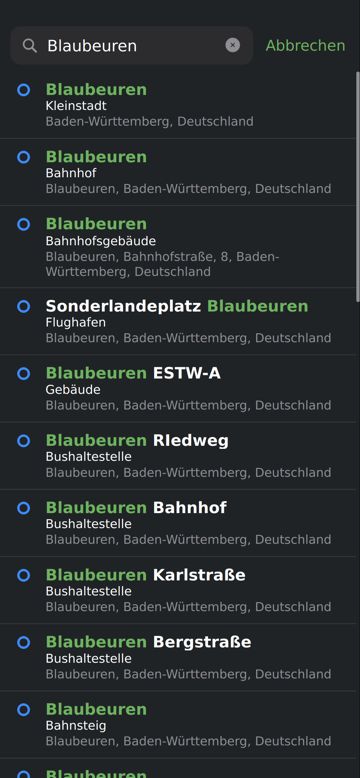 Blaubeuren
Abbrechen
Blaubeuren
Kleinstadt
Baden-Württemberg, Deutschland
Blaubeuren
Bahnhof
Blaubeuren, Baden-Württemberg, Deutschland
Blaubeuren
Bahnhofsgebäude
Blaubeuren, Bahnhofstraße, 8, Baden-
Württemberg, Deutschland
Sonderlandeplatz Blaubeuren
Flughafen
Blaubeuren, Baden-Württemberg, Deutschland
Blaubeuren ESTW-A
Gebäude
Blaubeuren, Baden-Württemberg, Deutschland
Blaubeuren RIedweg
Bushaltestelle
Blaubeuren, Baden-Württemberg, Deutschland
Blaubeuren Bahnhof
Bushaltestelle
Blaubeuren, Baden-Württemberg, Deutschland
Blaubeuren Karlstraße
Bushaltestelle
Blaubeuren, Baden-Württemberg, Deutschland
Blaubeuren Bergstraße
Bushaltestelle
Blaubeuren, Baden-Württemberg, Deutschland
Blaubeuren
Bahnsteig
Blaubeuren, Baden-Württemberg, Deutschland
Blaubeuren